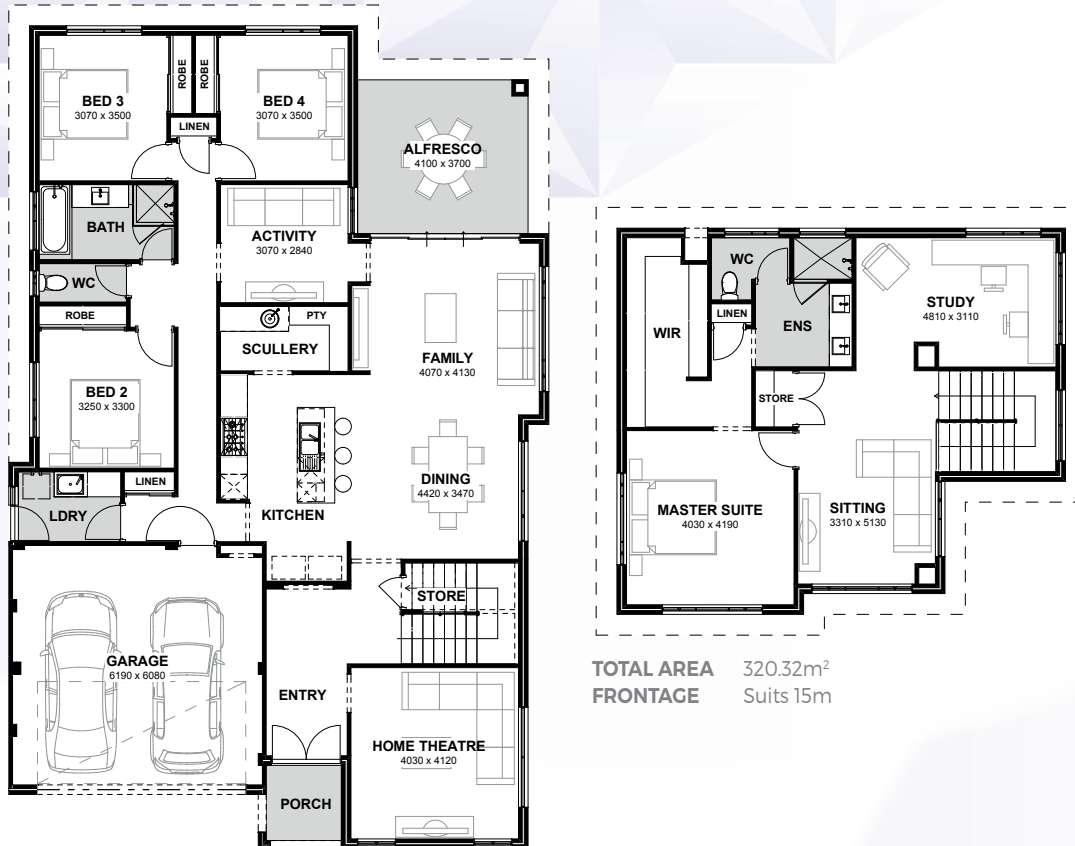 BED 3
3070 x 3500
ROBE
ROBE
BED 4
3070 x 3500
LINEN
ALFRESCO
4100 x 3700
BATH
ACTIVITY
3070 x 2840
WC
ROBE
PTY
SCULLERY
FAMILY
4070 x 4130
BED 2
3250 x 3300
DINING
4420 x 3470
LINEN
LDRY
KITCHEN
STORE
GARAGE
6190 x 6080
ENTRY
HOME THEATRE
4030 x 4120
PORCH
WC
STUDY
4810 x 3110
LINEN
ENS
WIR
STORE
MASTER SUITE
4030 x 4190
SITTING
3310 x 5130
TOTAL AREA 320.32m²
FRONTAGE Suits 15m